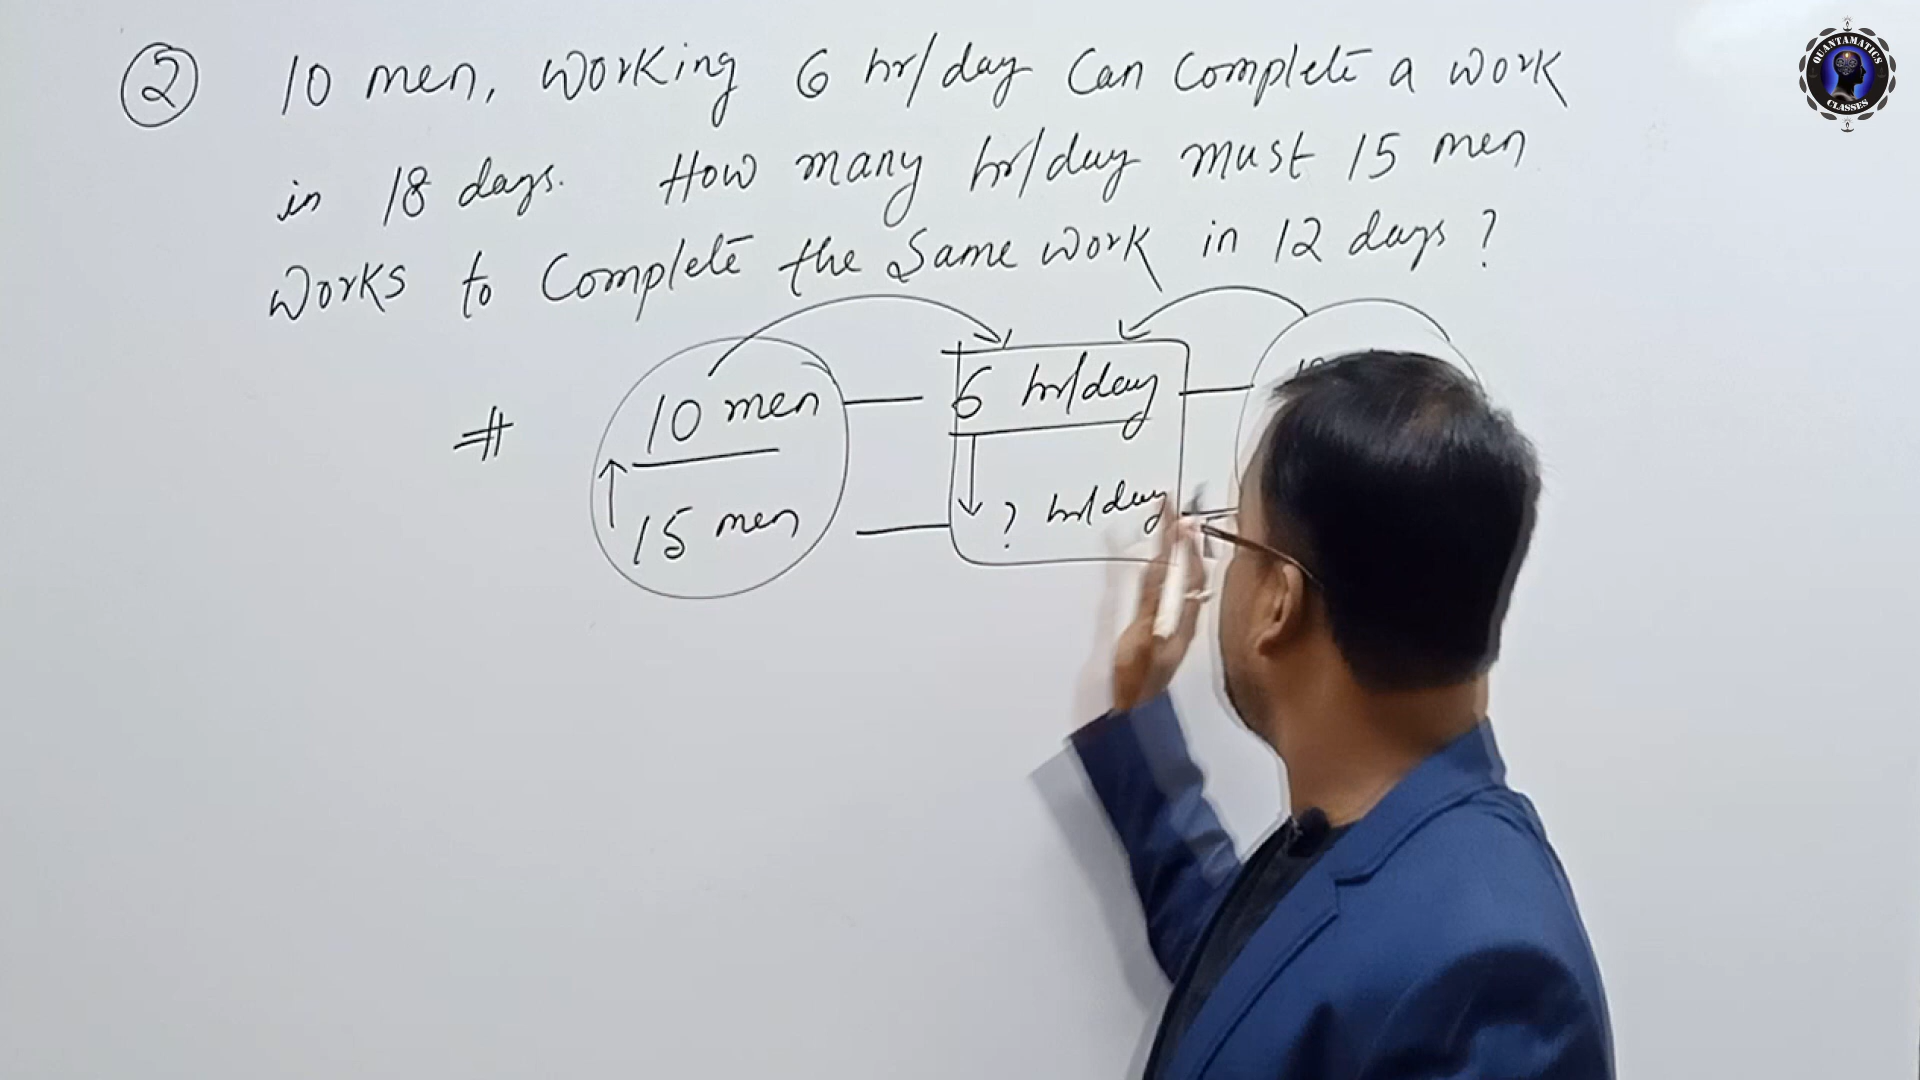 ② 10 men, working 6 hr/day can complete a work
in 18 days. How many hr/day must 15 men
works to complete the same work in 12 days?
# 10 men — 6 hr/day —
15 men — ? hr/day —
QUANTAMATICS
CLASSES